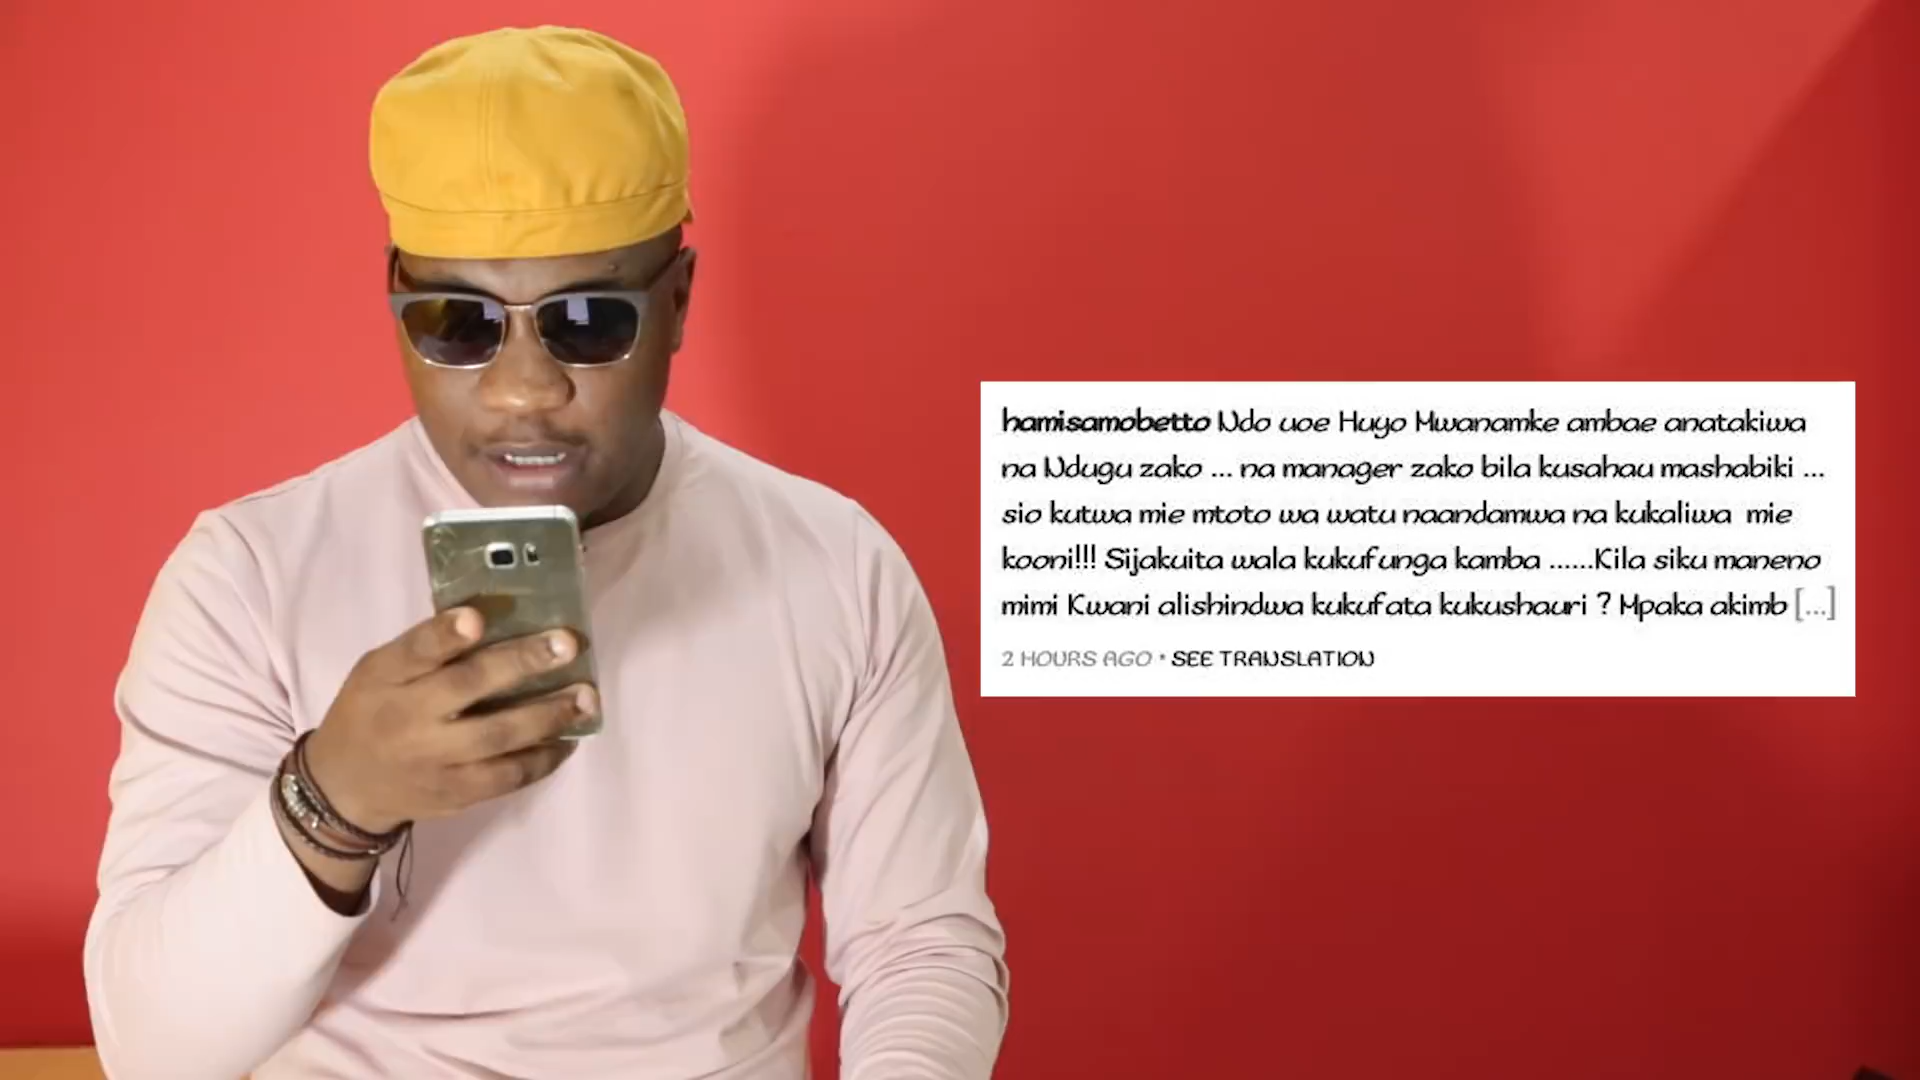 hamisamobetto Ndo uoe Huyo Mwanamke ambae anatakiwa
na Ndugu zako ... na manager zako bila kusahau mashabiki ...
sio kutwa mie mtoto wa watu naandamwa na kukaliwa mie
kooni!!! Sijakuita wala kukufunga kamba ......Kila siku maneno
mimi Kwani alishindwa kukufata kukushauri ? Mpaka akimb [...]
2 HOURS AGO • SEE TRANSLATION